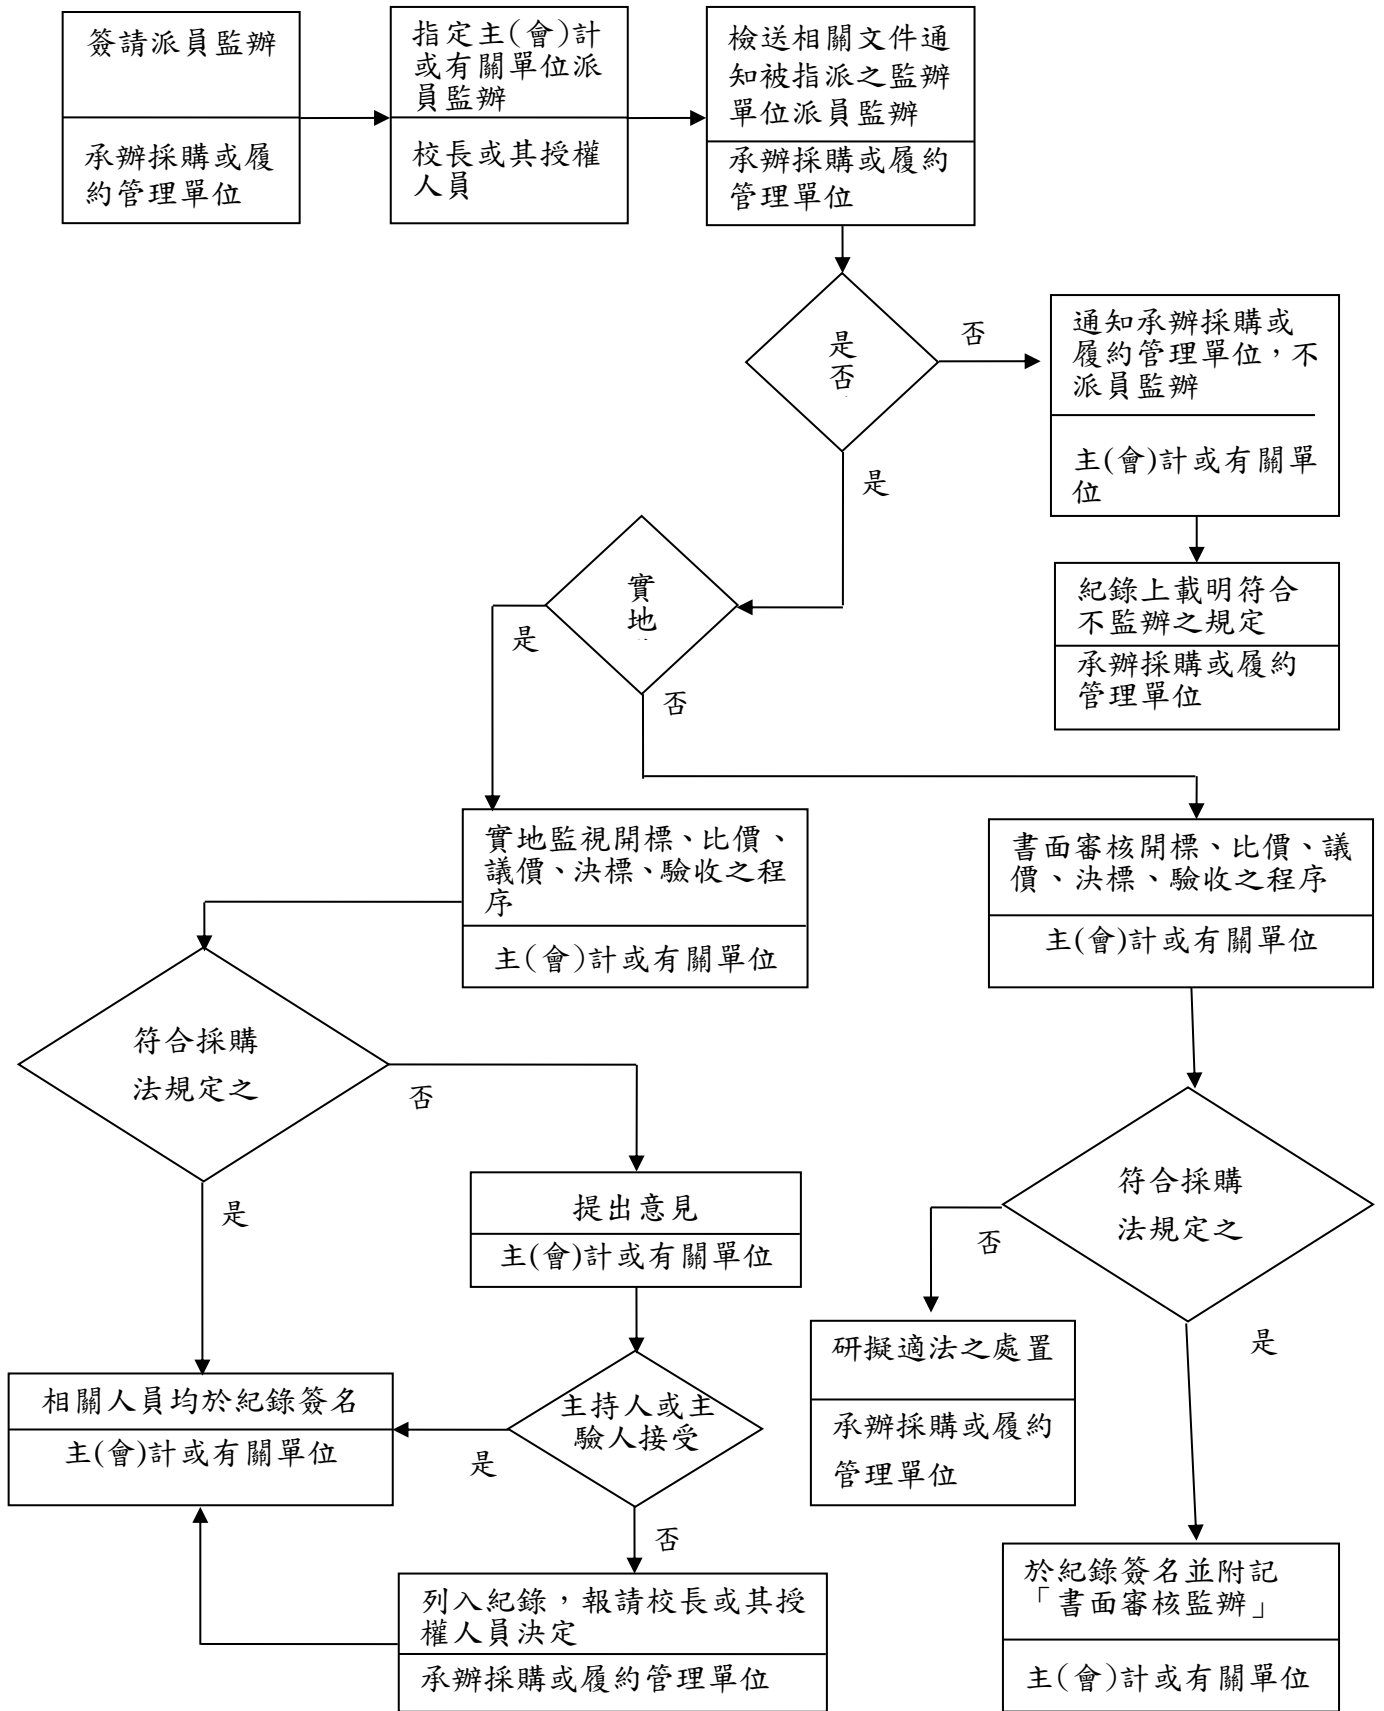 簽請派員監辦
承辦採購或履
約管理單位
指定主(會)計
或有關單位派
員監辦
校長或其授權
人員
檢送相關文件通
知被指派之監辦
單位派員監辦
承辦採購或履約
管理單位
是
否
否
是
通知承辦採購或
履約管理單位，不
派員監辦
主(會)計或有關單
位
紀錄上載明符合
不監辦之規定
承辦採購或履約
管理單位
實
地
是
否
實地監視開標、比價、
議價、決標、驗收之程
序
主(會)計或有關單位
書面審核開標、比價、議
價、決標、驗收之程序
主(會)計或有關單位
符合採購
法規定之
否
是
提出意見
主(會)計或有關單位
符合採購
法規定之
否
是
研擬適法之處置
承辦採購或履約
管理單位
相關人員均於紀錄簽名
主(會)計或有關單位
主持人或主
驗人接受
是
否
列入紀錄，報請校長或其授
權人員決定
承辦採購或履約管理單位
於紀錄簽名並附記
「書面審核監辦」
主(會)計或有關單位